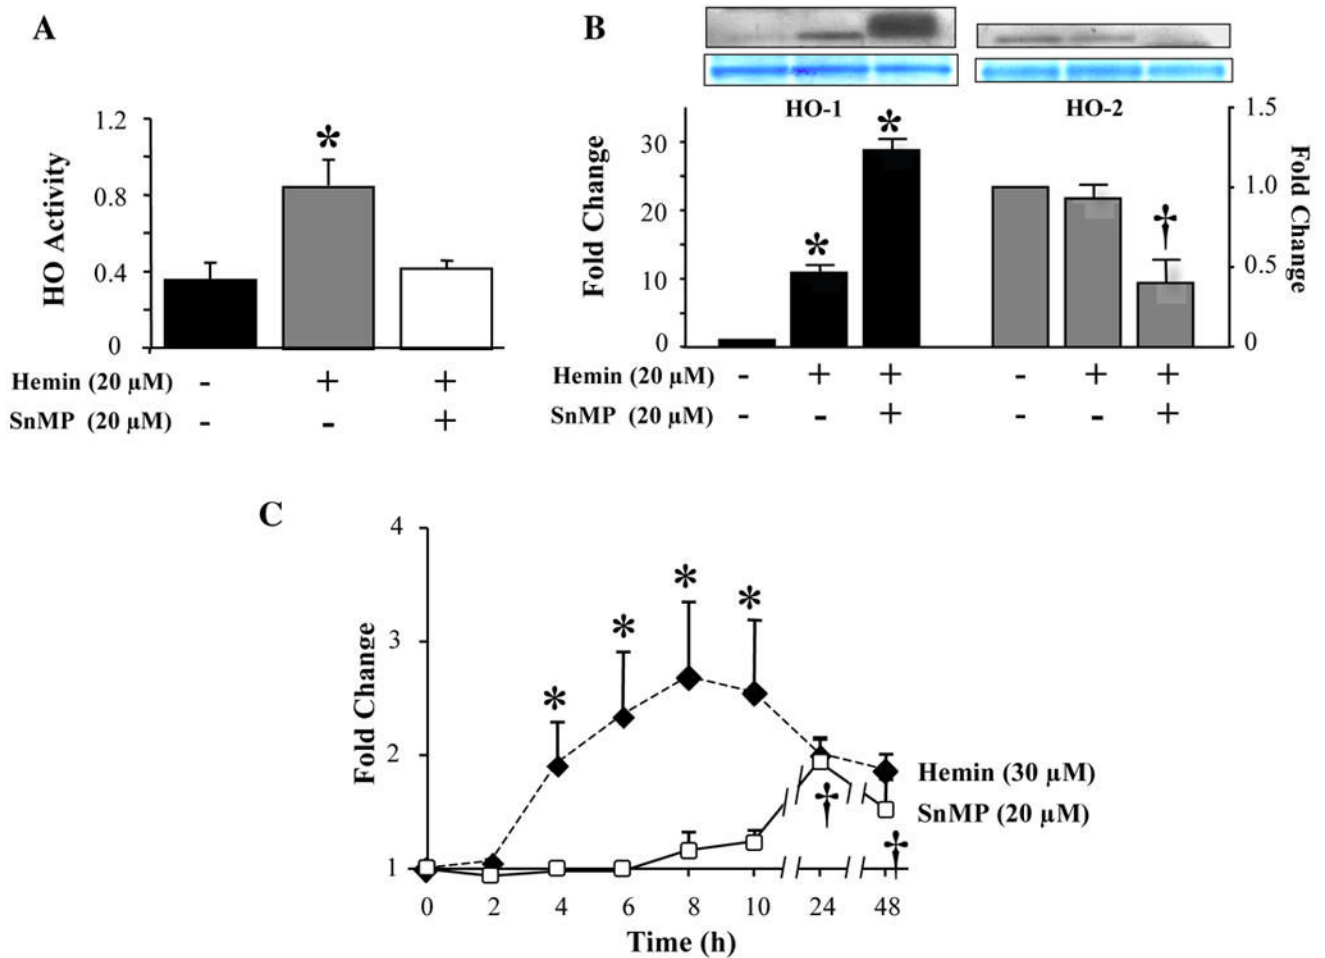 A
HO Activity
1.2
0.8
0.4
0
*
Hemin (20 µM) - + +
SnMP (20 µM) - - +
B
HO-1
HO-2
Fold Change
30
20
10
0
* *
†
1.5
1.0
0.5
0
Fold Change
Hemin (20 µM) - + + - + +
SnMP (20 µM) - - + - - +
C
Fold Change
4
3
2
1
* * * *
† †
Hemin (30 µM)
SnMP (20 µM)
0 2 4 6 8 10 24 48
Time (h)